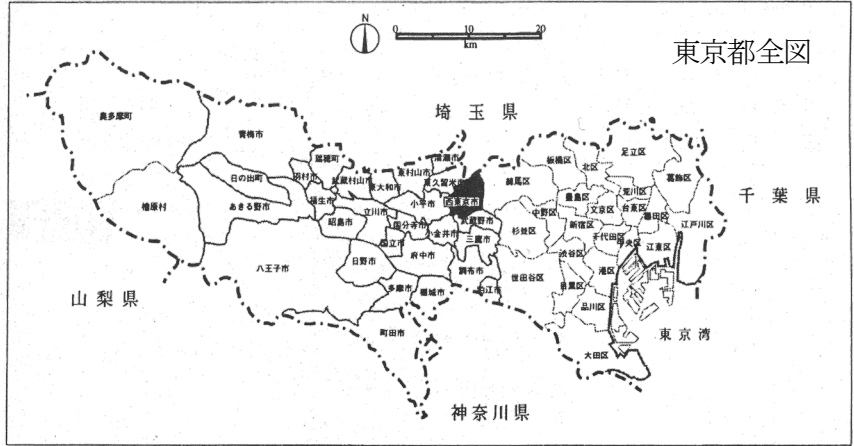 N
0
10
20
km
東京都全図
埼玉県
千葉県
山梨県
神奈川県
東京湾
奥多摩町
青梅市
瑞穂町
清瀬市
東村山市
羽村市
武蔵村山市
東大和市
東久留米市
日の出町
福生市
西東京市
檜原村
あきる野市
昭島市
立川市
小平市
国分寺市
小金井市
武蔵野市
国立市
三鷹市
府中市
八王子市
日野市
調布市
多摩市
稲城市
狛江市
町田市
板橋区
北区
足立区
練馬区
葛飾区
豊島区
荒川区
中野区
文京区
台東区
墨田区
江戸川区
杉並区
新宿区
千代田区
中央区
江東区
渋谷区
世田谷区
港区
目黒区
品川区
大田区